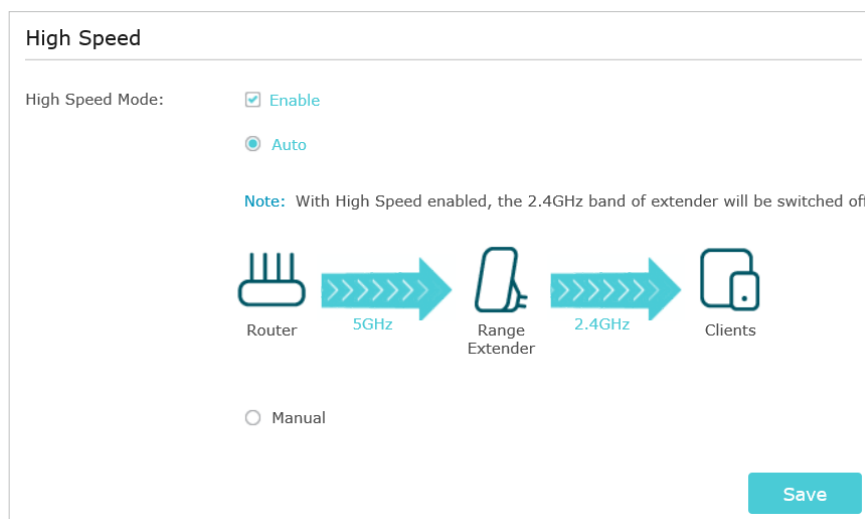 High Speed
High Speed Mode:
Enable
Auto
Note: With High Speed enabled, the 2.4GHz band of extender will be switched off
Router
5GHz
Range
Extender
2.4GHz
Clients
Manual
Save